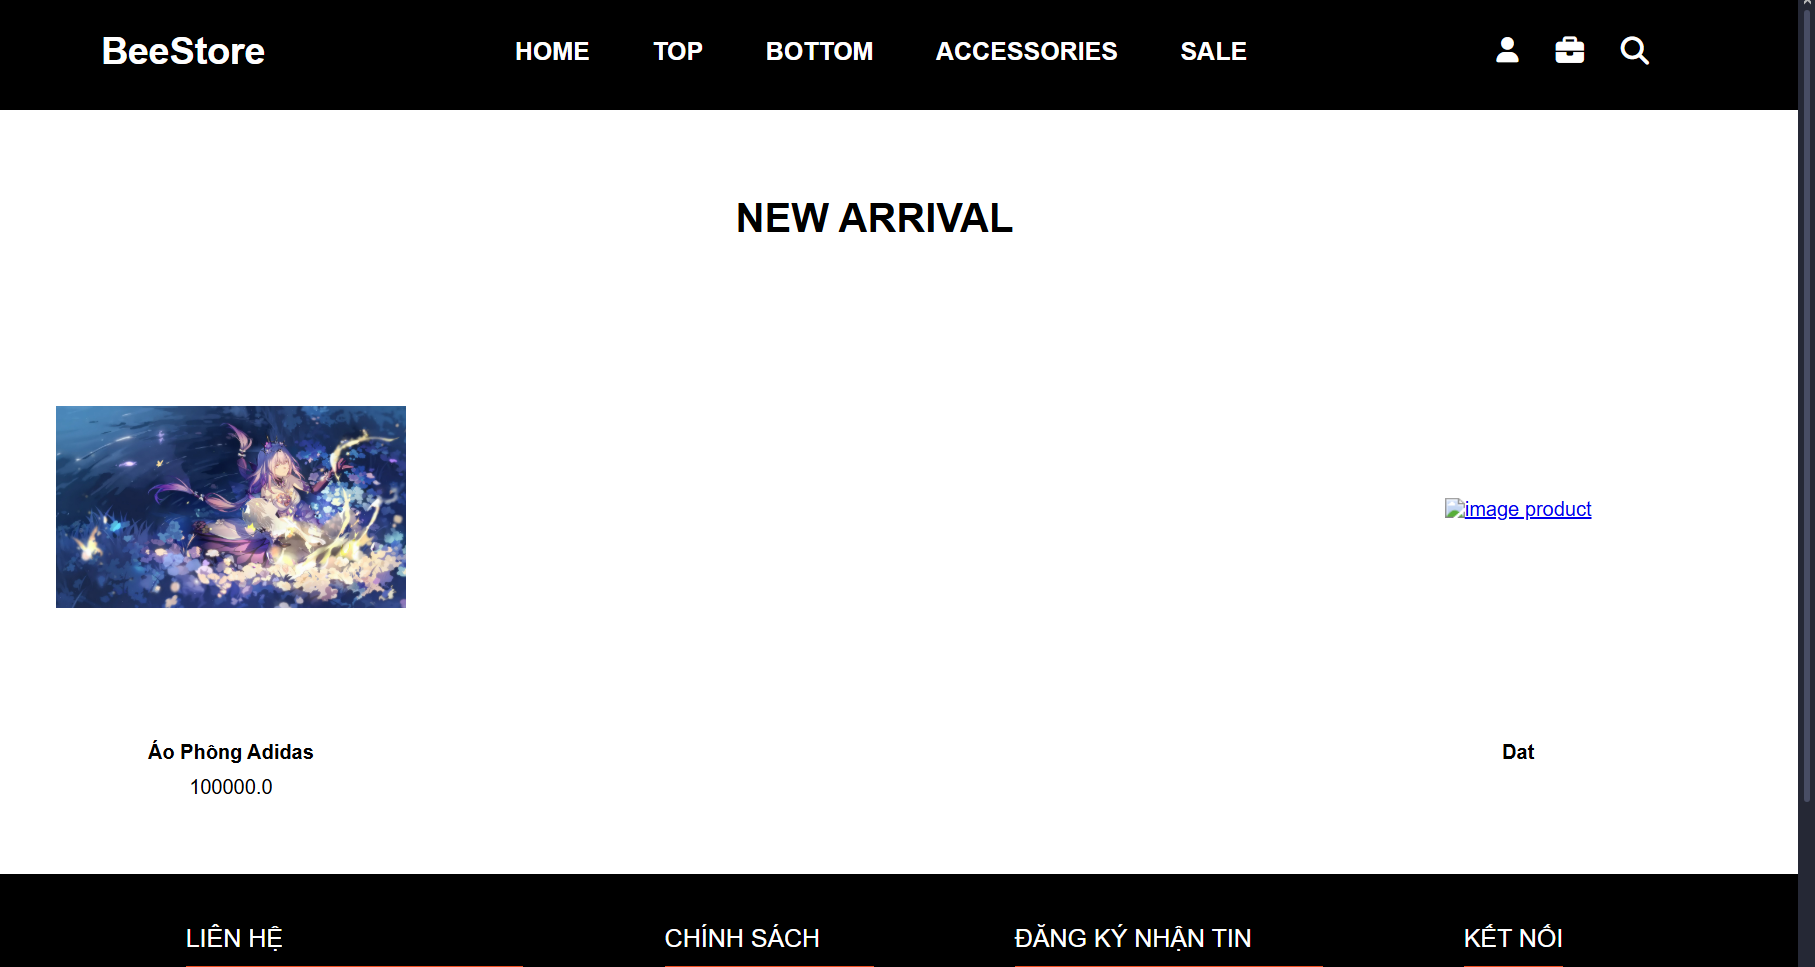 BeeStore
HOME
TOP
BOTTOM
ACCESSORIES
SALE
NEW ARRIVAL
image product
Áo Phông Adidas
100000.0
Dat
LIÊN HỆ
CHÍNH SÁCH
ĐĂNG KÝ NHẬN TIN
KẾT NỐI